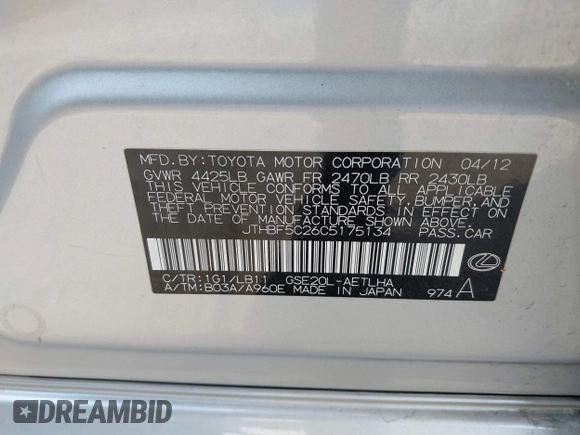 MFD.BY:TOYOTA MOTOR CORPORATION 04/12
GVWR 4425LB GAWR FR 2470LB RR 2430LB
THIS VEHICLE CONFORMS TO ALL APPLICABLE
FEDERAL MOTOR VEHICLE SAFETY,BUMPER,AND
THEFT PREVENTION STANDARDS IN EFFECT ON
THE DATE OF MANUFACTURE SHOWN ABOVE.
JTHBF5C26C5175134 PASS.CAR
C/TR:1G1/LB11 GSE20L-AETLHA
A/TM:B03A/A960E MADE IN JAPAN 974 A
DREAMBID